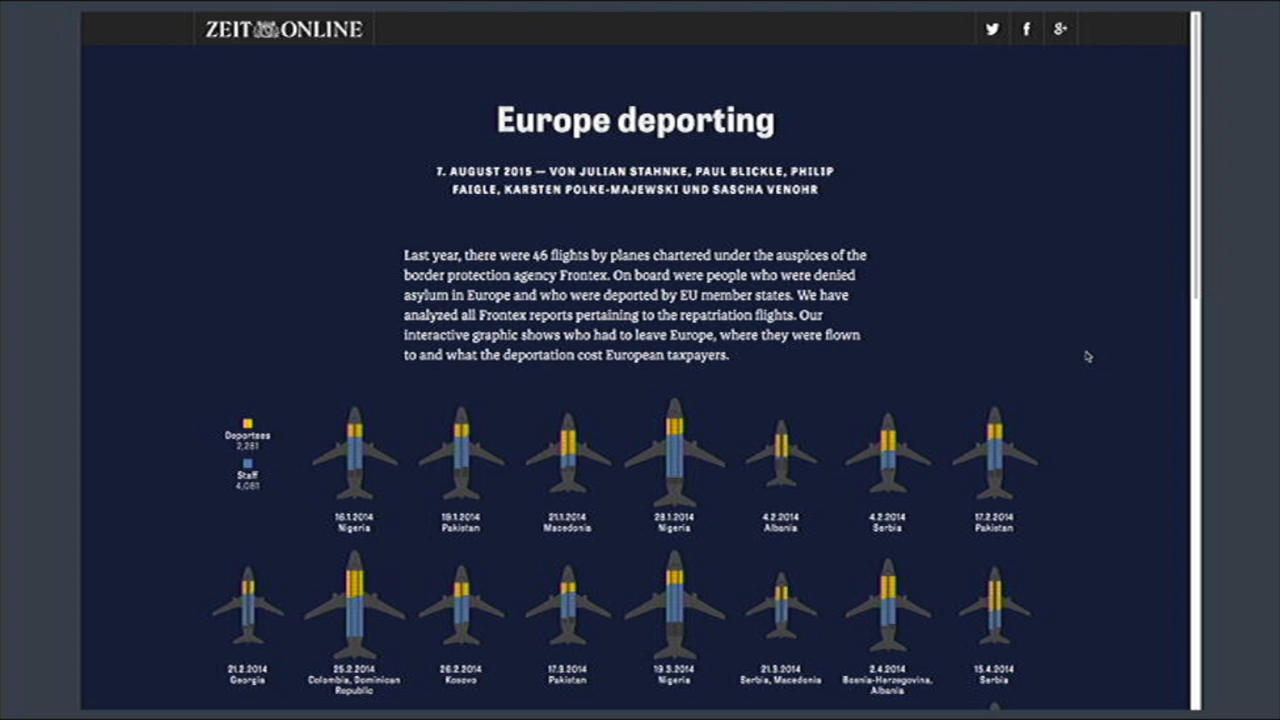 ZEIT ONLINE
Europe deporting
7. AUGUST 2015 — VON JULIAN STAHNKE, PAUL BLICKLE, PHILIP
FAIGLE, KARSTEN POLKE-MAJEWSKI UND SASCHA VENOHR
Last year, there were 46 flights by planes chartered under the auspices of the
border protection agency Frontex. On board were people who were denied
asylum in Europe and who were deported by EU member states. We have
analyzed all Frontex reports pertaining to the repatriation flights. Our
interactive graphic shows who had to leave Europe, where they were flown
to and what the deportation cost European taxpayers.
Deportees
2,281
Staff
4,081
16.1.2014
Nigeria
19.1.2014
Pakistan
21.1.2014
Macedonia
28.1.2014
Nigeria
4.2.2014
Albania
4.2.2014
Serbia
17.2.2014
Pakistan
21.2.2014
Georgia
25.2.2014
Colombia, Dominican
Republic
26.2.2014
Kosovo
17.3.2014
Pakistan
19.3.2014
Nigeria
21.3.2014
Serbia, Macedonia
2.4.2014
Bosnia-Herzegovina,
Albania
15.4.2014
Serbia